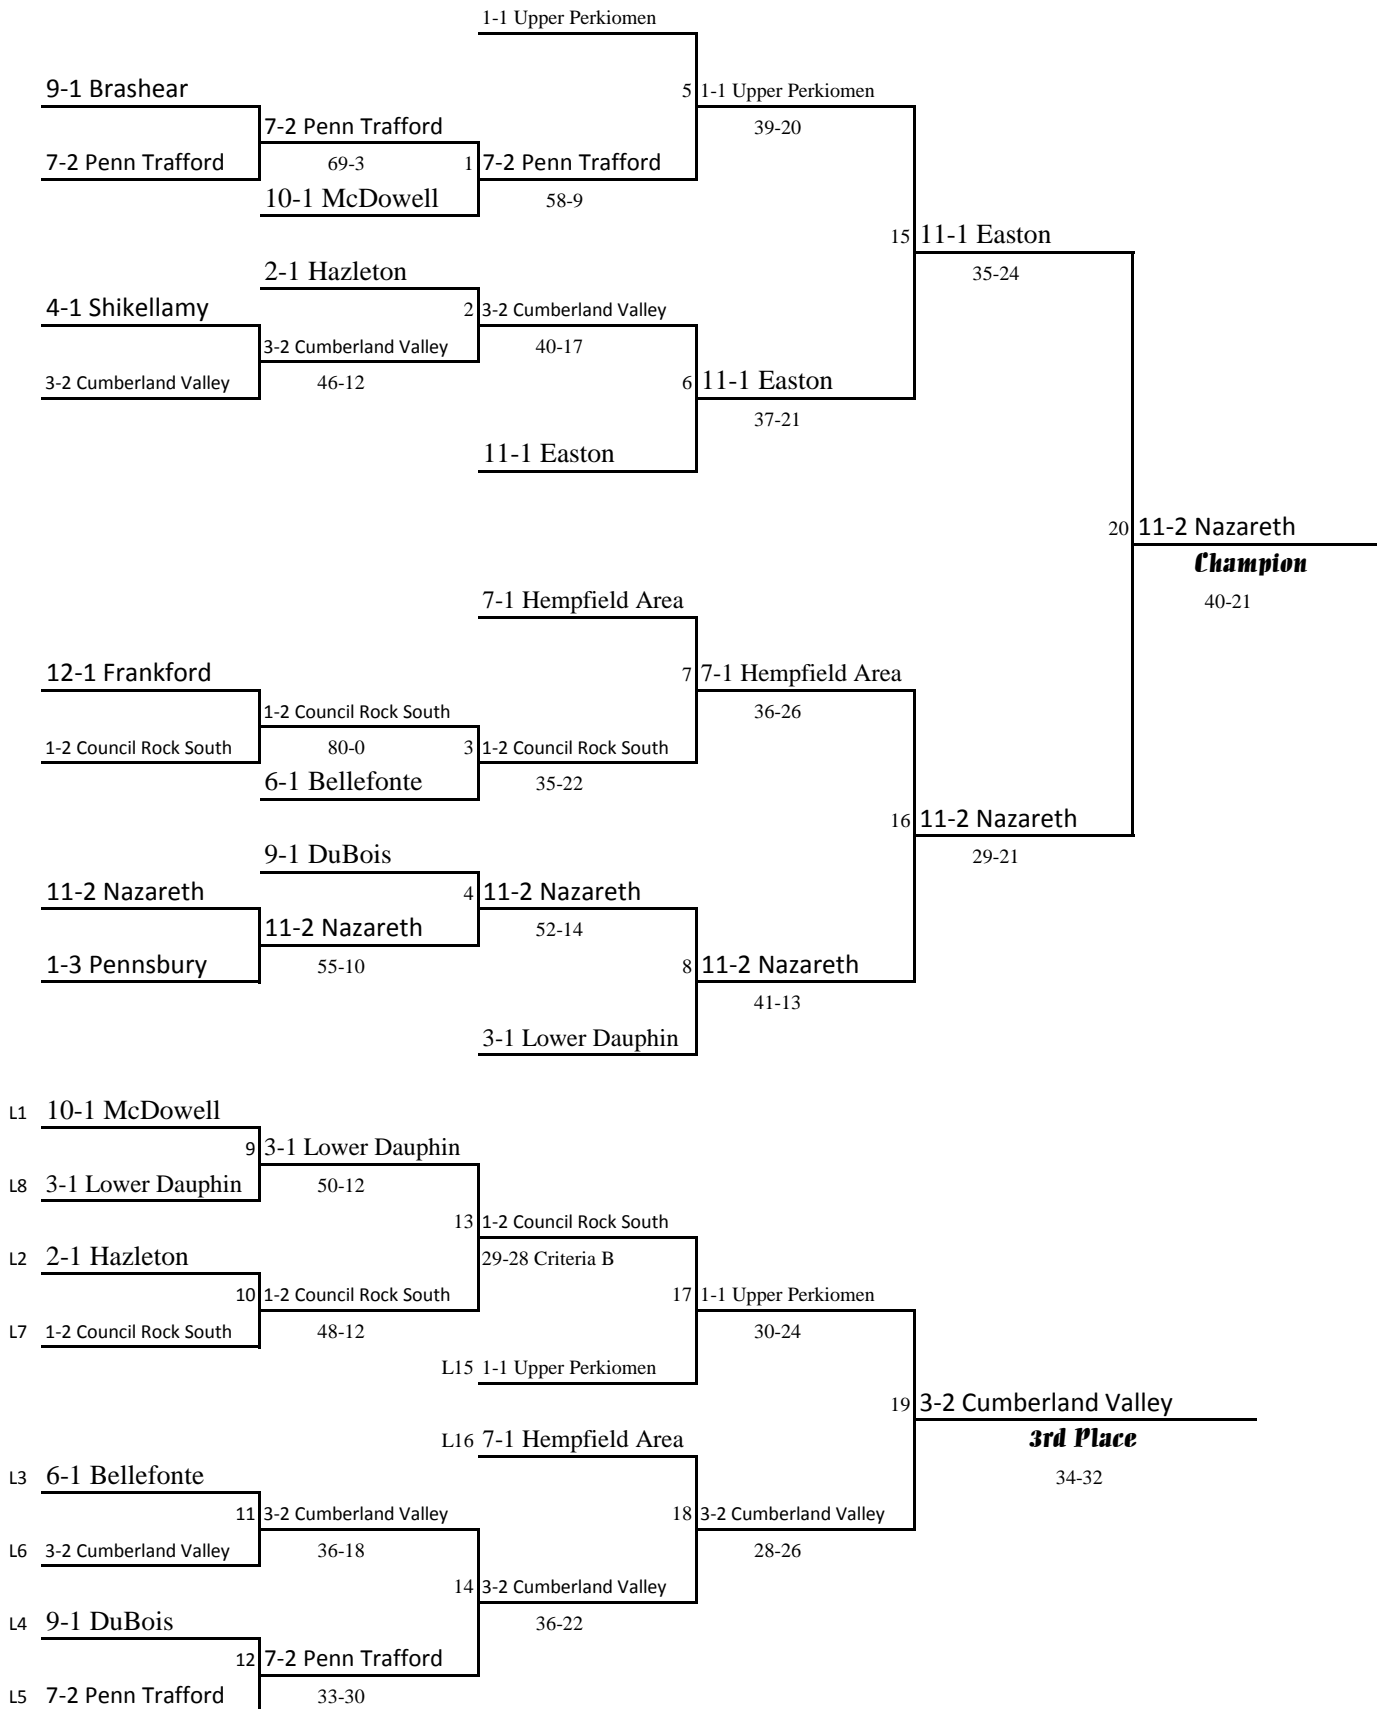 1-1 Upper Perkiomen
9-1 Brashear
5 1-1 Upper Perkiomen
7-2 Penn Trafford
39-20
7-2 Penn Trafford
69-3
1 7-2 Penn Trafford
10-1 McDowell
58-9
15 11-1 Easton
2-1 Hazleton
35-24
4-1 Shikellamy
2 3-2 Cumberland Valley
3-2 Cumberland Valley
40-17
3-2 Cumberland Valley
46-12
6 11-1 Easton
37-21
11-1 Easton
20 11-2 Nazareth
Champion
7-1 Hempfield Area
40-21
12-1 Frankford
7 7-1 Hempfield Area
1-2 Council Rock South
36-26
1-2 Council Rock South
80-0
3 1-2 Council Rock South
6-1 Bellefonte
35-22
16 11-2 Nazareth
9-1 DuBois
29-21
11-2 Nazareth
4 11-2 Nazareth
11-2 Nazareth
52-14
1-3 Pennsbury
55-10
8 11-2 Nazareth
41-13
3-1 Lower Dauphin
L1 10-1 McDowell
9 3-1 Lower Dauphin
L8 3-1 Lower Dauphin
50-12
13 1-2 Council Rock South
L2 2-1 Hazleton
29-28 Criteria B
10 1-2 Council Rock South
17 1-1 Upper Perkiomen
L7 1-2 Council Rock South
48-12
30-24
L15 1-1 Upper Perkiomen
19 3-2 Cumberland Valley
3rd Place
L16 7-1 Hempfield Area
L3 6-1 Bellefonte
34-32
11 3-2 Cumberland Valley
18 3-2 Cumberland Valley
L6 3-2 Cumberland Valley
36-18
28-26
14 3-2 Cumberland Valley
L4 9-1 DuBois
36-22
12 7-2 Penn Trafford
L5 7-2 Penn Trafford
33-30